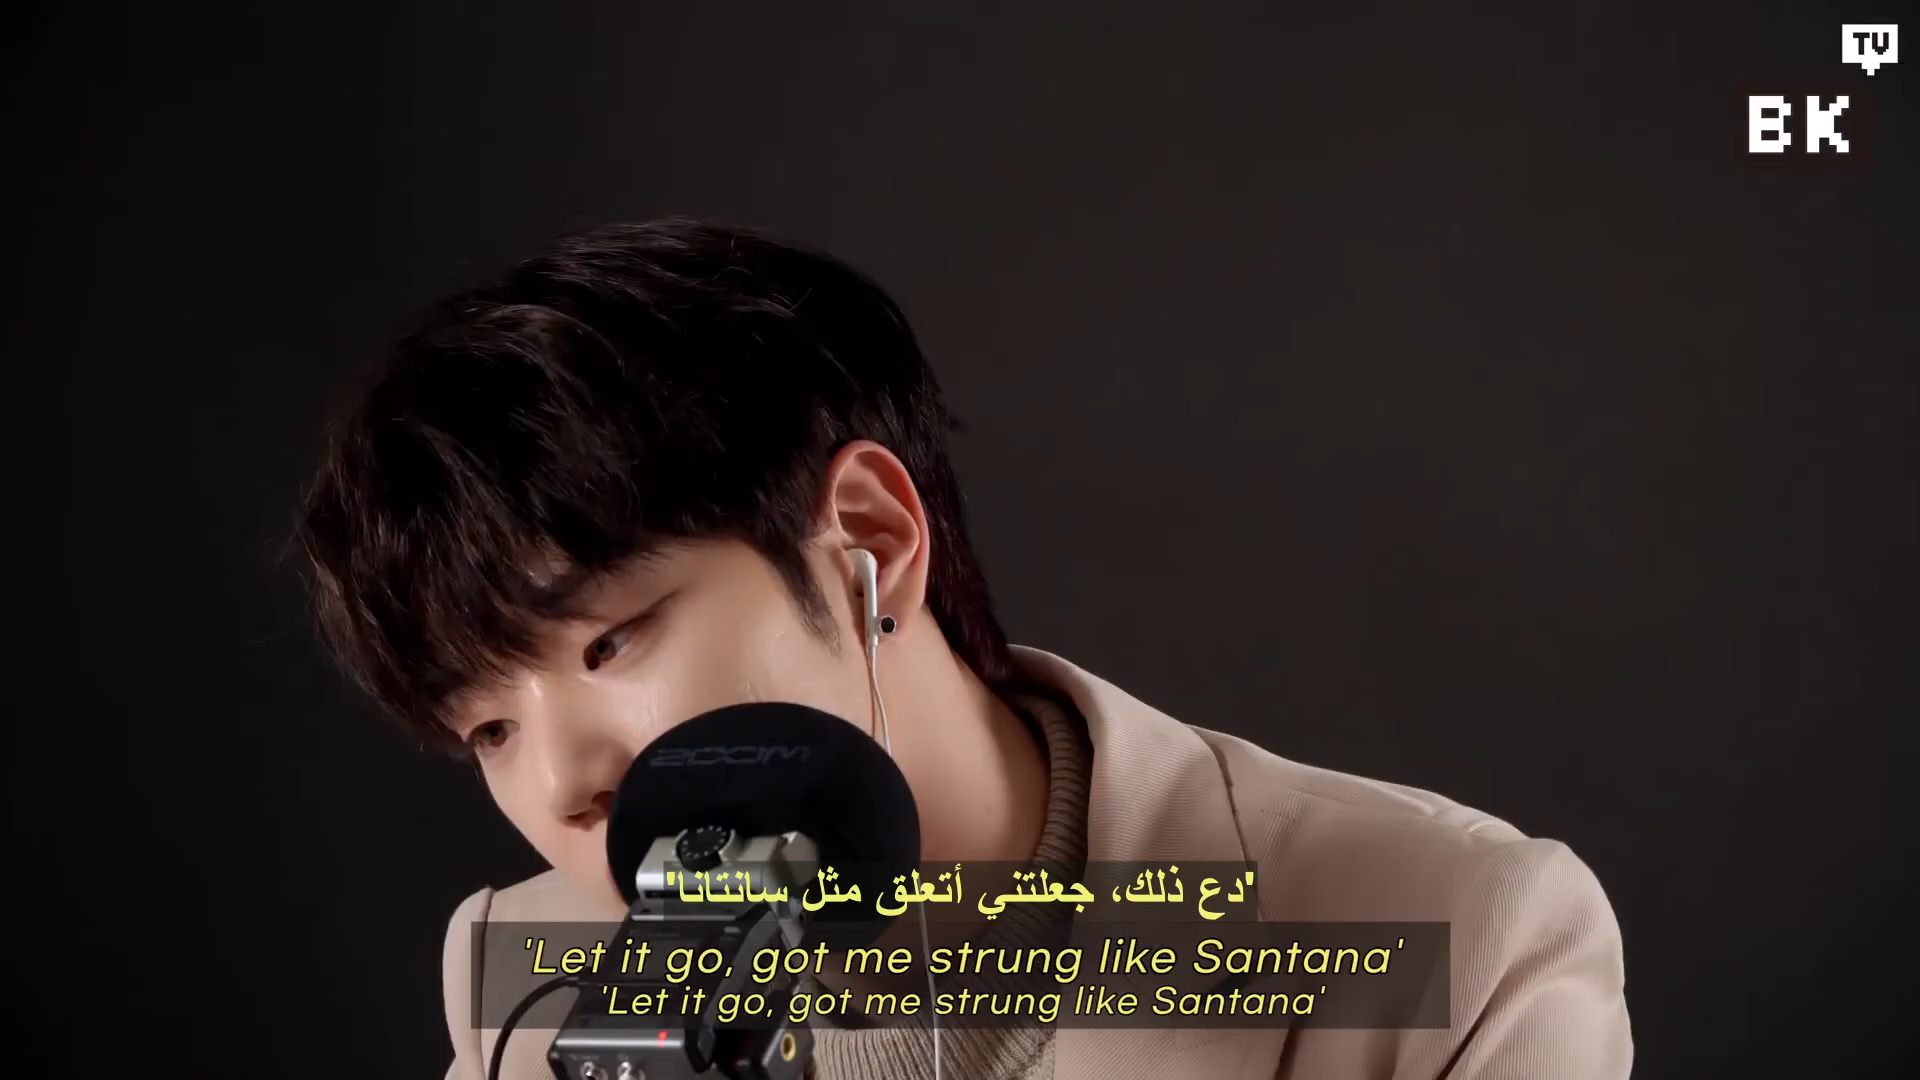 TV
BK
ZOOM
'دع ذلك، جعلتني أتعلق مثل سانتانا'
'Let it go, got me strung like Santana'
'Let it go, got me strung like Santana'